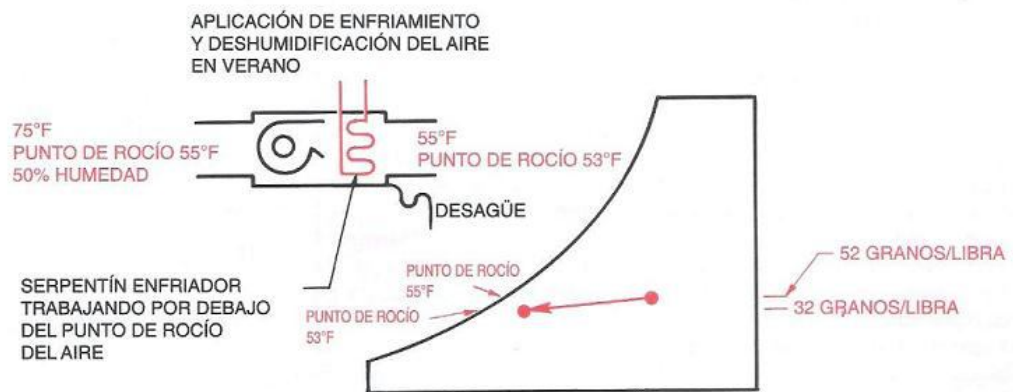 APLICACIÓN DE ENFRIAMIENTO
Y DESHUMIDIFICACIÓN DEL AIRE
EN VERANO
75°F
PUNTO DE ROCÍO 55°F
50% HUMEDAD
55°F
PUNTO DE ROCÍO 53°F
DESAGÜE
SERPENTÍN ENFRIADOR
TRABAJANDO POR DEBAJO
DEL PUNTO DE ROCÍO
DEL AIRE
PUNTO DE ROCÍO
55°F
PUNTO DE ROCÍO
53°F
52 GRANOS/LIBRA
32 GRANOS/LIBRA